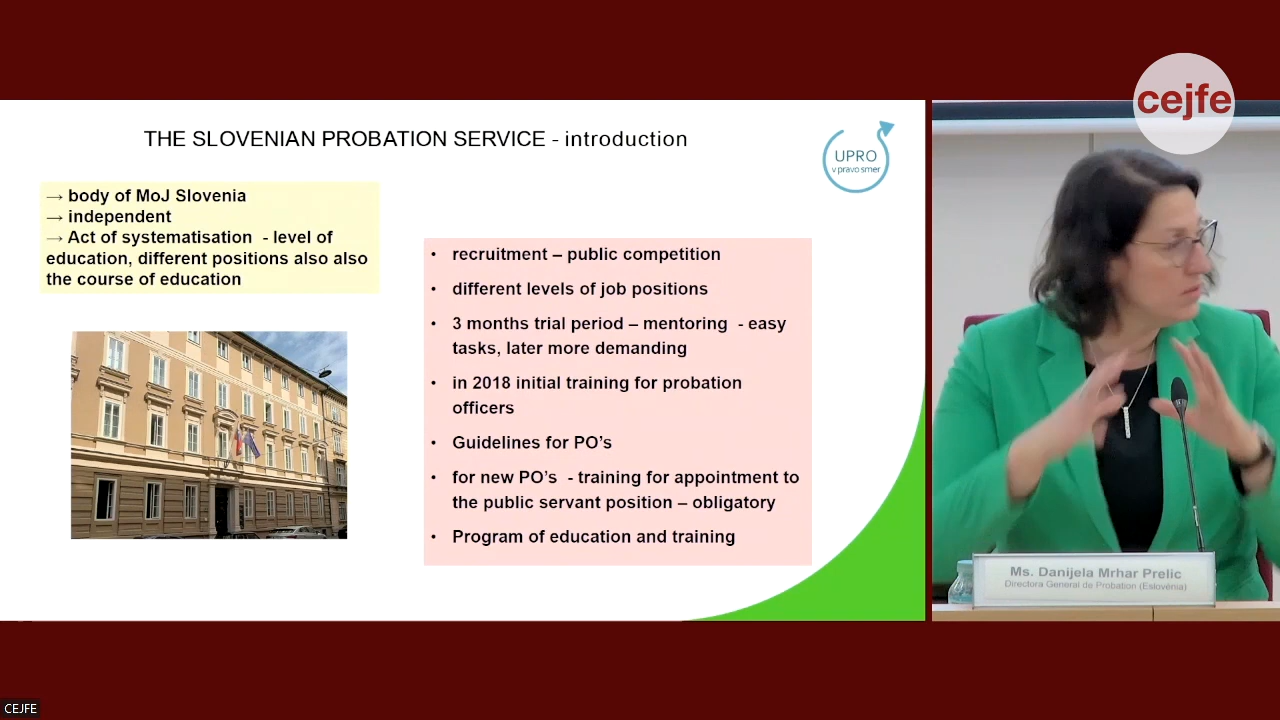 cejfe
THE SLOVENIAN PROBATION SERVICE - introduction
UPRO
v pravo smer
→ body of MoJ Slovenia
→ independent
→ Act of systematisation - level of
education, different positions also also
the course of education
• recruitment – public competition
• different levels of job positions
• 3 months trial period – mentoring - easy
tasks, later more demanding
• in 2018 initial training for probation
officers
• Guidelines for PO’s
• for new PO’s - training for appointment to
the public servant position – obligatory
• Program of education and training
Ms. Danijela Mrhar Prelic
Directora General de Probation (Eslovènia)
CEJFE